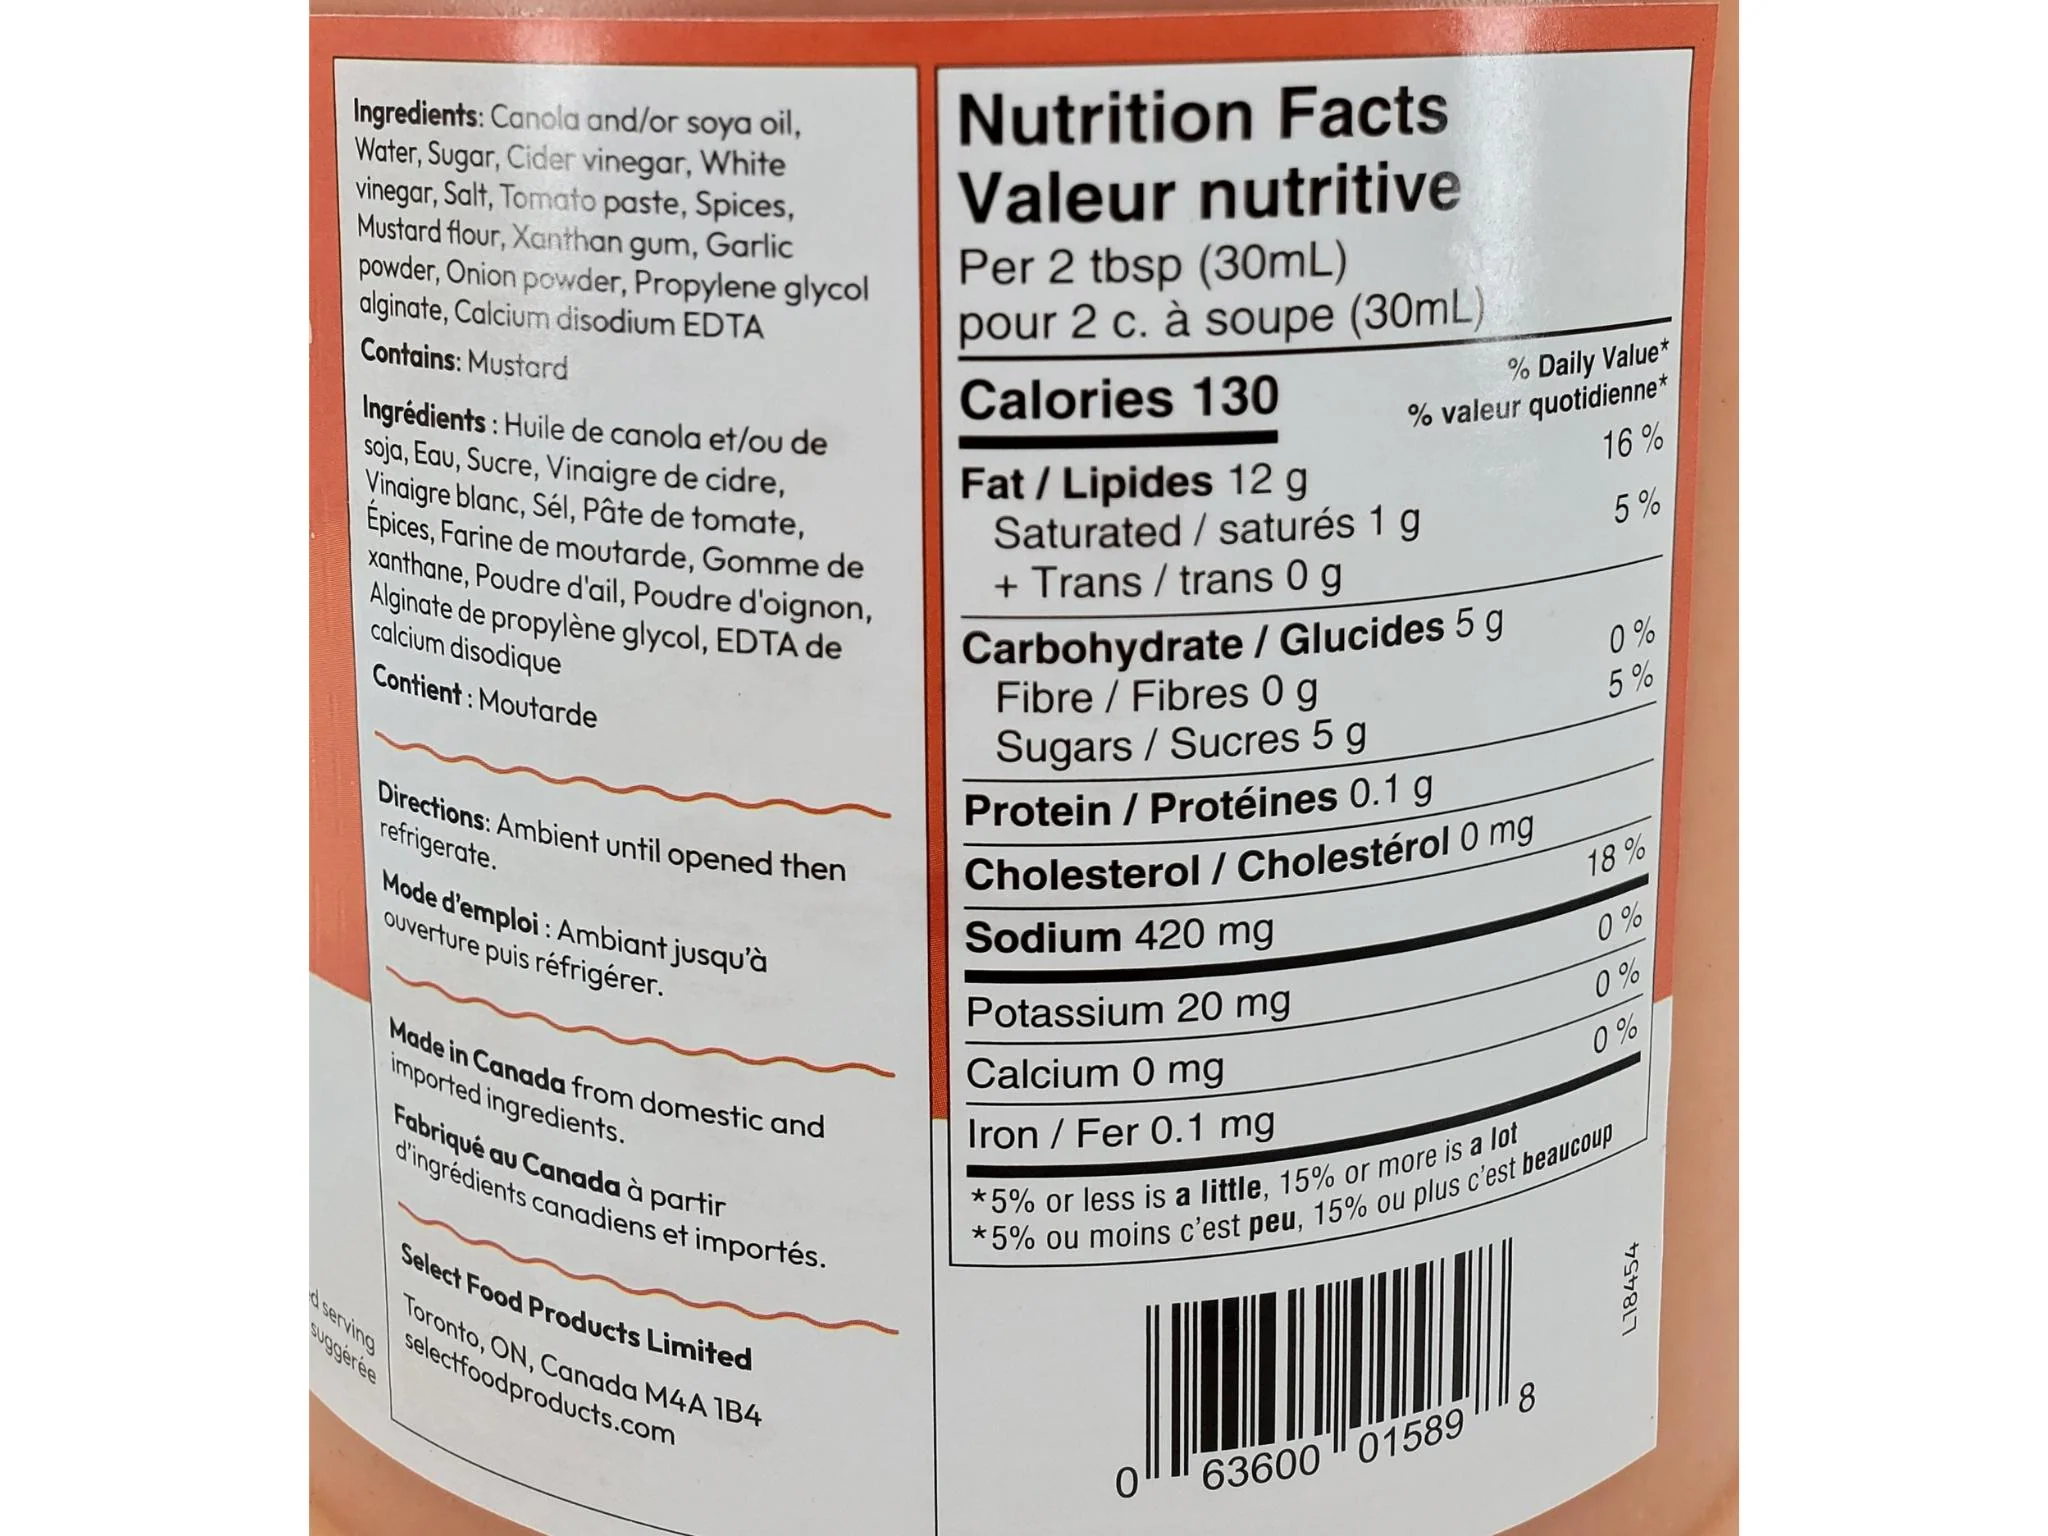 Ingredients: Canola and/or soya oil,
Water, Sugar, Cider vinegar, White
vinegar, Salt, Tomato paste, Spices,
Mustard flour, Xanthan gum, Garlic
powder, Onion powder, Propylene glycol
alginate, Calcium disodium EDTA
Contains: Mustard
Ingrédients : Huile de canola et/ou de
soja, Eau, Sucre, Vinaigre de cidre,
Vinaigre blanc, Sél, Pâte de tomate,
Épices, Farine de moutarde, Gomme de
xanthane, Poudre d'ail, Poudre d'oignon,
Alginate de propylène glycol, EDTA de
calcium disodique
Contient : Moutarde
Directions: Ambient until opened then
refrigerate.
Mode d'emploi : Ambiant jusqu'à
ouverture puis réfrigérer.
Made in Canada from domestic and
imported ingredients.
Fabriqué au Canada à partir
d'ingrédients canadiens et importés.
Select Food Products Limited
Toronto, ON, Canada M4A 1B4
selectfoodproducts.com
serving
suggérée
Nutrition Facts
Valeur nutritive
Per 2 tbsp (30mL)
pour 2 c. à soupe (30mL)
% Daily Value*
% valeur quotidienne*
Calories 130
Fat / Lipides 12 g 16 %
Saturated / saturés 1 g 5 %
+ Trans / trans 0 g
Carbohydrate / Glucides 5 g
Fibre / Fibres 0 g 0 %
Sugars / Sucres 5 g 5 %
Protein / Protéines 0.1 g
Cholesterol / Cholestérol 0 mg
Sodium 420 mg 18 %
Potassium 20 mg 0 %
Calcium 0 mg 0 %
Iron / Fer 0.1 mg 0 %
*5% or less is a little, 15% or more is a lot
*5% ou moins c'est peu, 15% ou plus c'est beaucoup
L18454
0 63600 01589 8